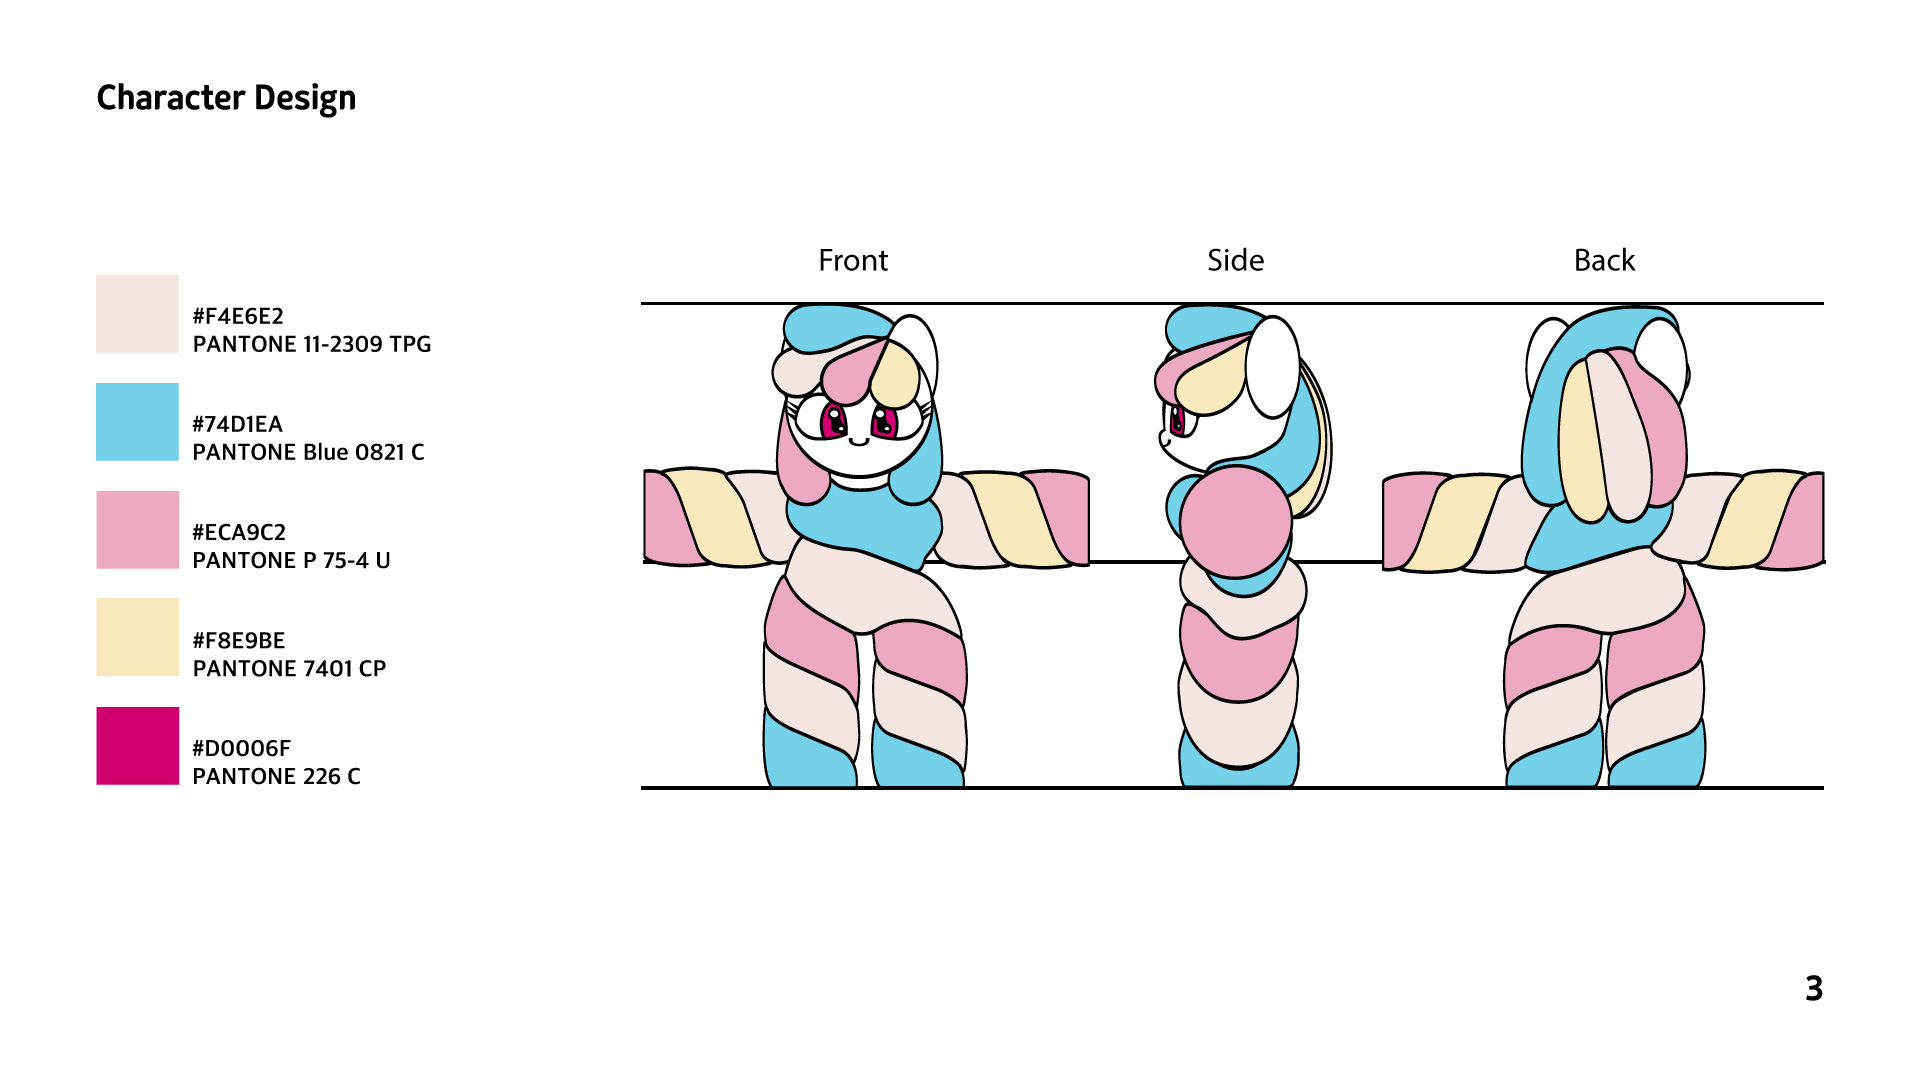 Character Design
Front
Side
Back
#F4E6E2
PANTONE 11-2309 TPG
#74D1EA
PANTONE Blue 0821 C
#ECA9C2
PANTONE P 75-4 U
#F8E9BE
PANTONE 7401 CP
#D0006F
PANTONE 226 C
3